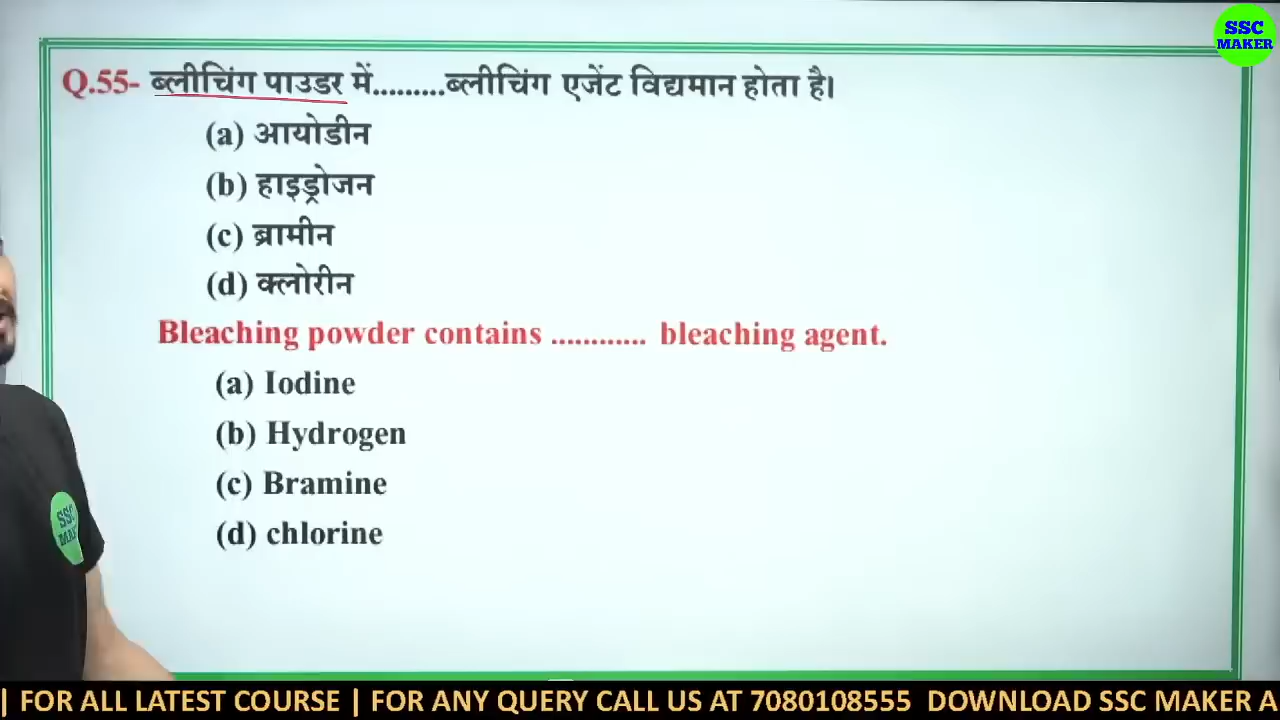 SSC
MAKER
Q.55- ब्लीचिंग पाउडर में.........ब्लीचिंग एजेंट विद्यमान होता है।
(a) आयोडीन
(b) हाइड्रोजन
(c) ब्रामीन
(d) क्लोरीन
Bleaching powder contains ............ bleaching agent.
(a) Iodine
(b) Hydrogen
(c) Bramine
(d) chlorine
SSC
| FOR ALL LATEST COURSE | FOR ANY QUERY CALL US AT 7080108555 DOWNLOAD SSC MAKER A